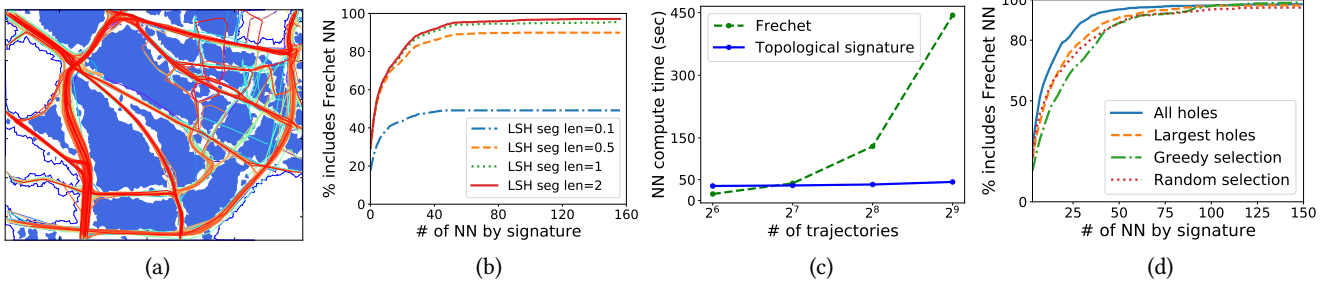 (a)
% includes Frechet NN
100
80
60
40
20
0
0 40 80 120 160
# of NN by signature
LSH seg len=0.1
LSH seg len=0.5
LSH seg len=1
LSH seg len=2
(b)
NN compute time (sec)
450
300
150
50
0
2^6 2^7 2^8 2^9
# of trajectories
Frechet
Topological signature
(c)
% includes Frechet NN
100
80
50
0
25 50 75 100 125 150
# of NN by signature
All holes
Largest holes
Greedy selection
Random selection
(d)